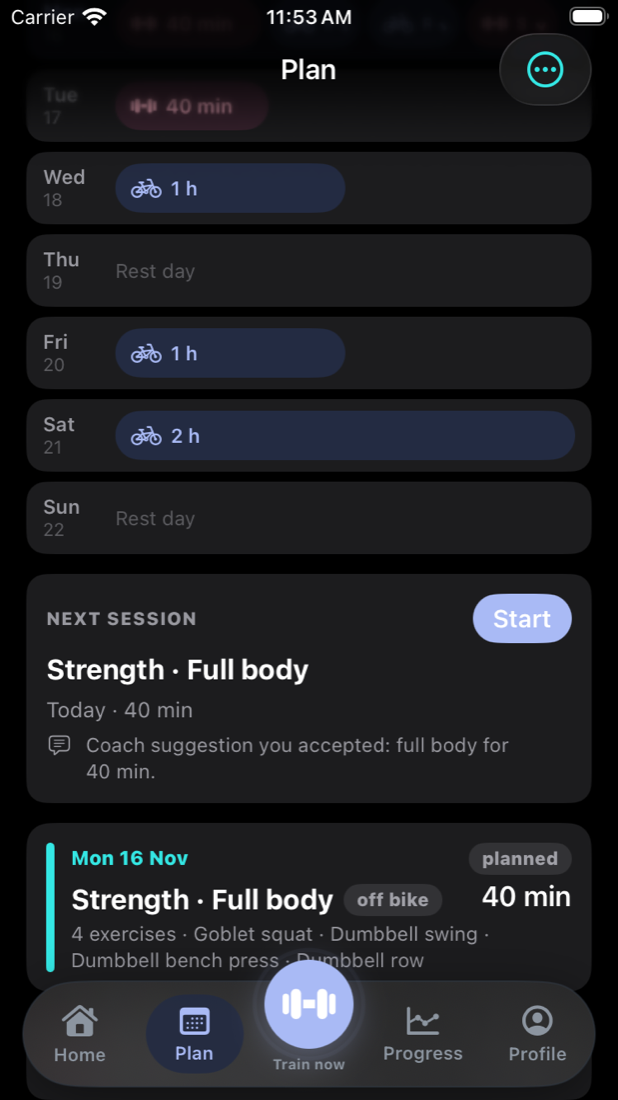 Carrier
11:53 AM
Plan
Tue
17
40 min
Wed
18
1 h
Thu
19
Rest day
Fri
20
1 h
Sat
21
2 h
Sun
22
Rest day
NEXT SESSION
Start
Strength · Full body
Today · 40 min
Coach suggestion you accepted: full body for
40 min.
Mon 16 Nov
planned
Strength · Full body
off bike
40 min
4 exercises · Goblet squat · Dumbbell swing ·
Dumbbell bench press · Dumbbell row
Home
Plan
Train now
Progress
Profile